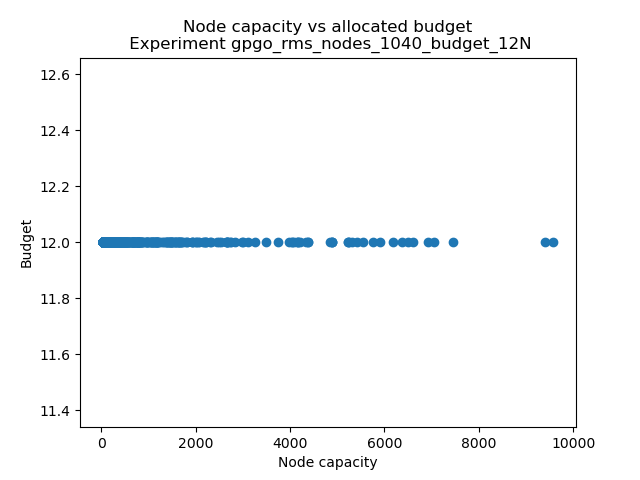 Node capacity vs allocated budget
Experiment gpgo_rms_nodes_1040_budget_12N
12.6
12.4
12.2
12.0
11.8
11.6
11.4
Budget
0 2000 4000 6000 8000 10000
Node capacity